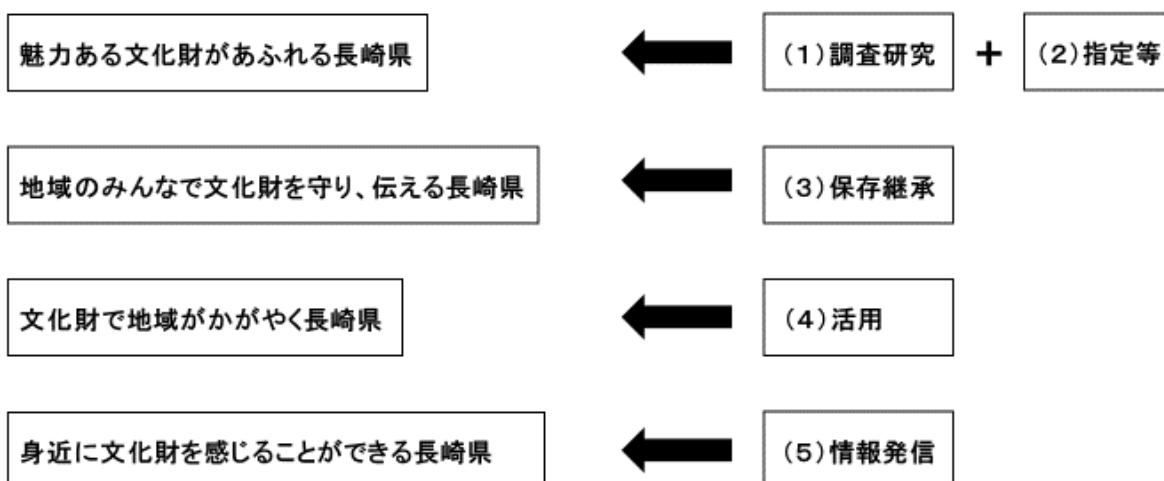 魅力ある文化財があふれる長崎県 (1)調査研究 + (2)指定等
地域のみんなで文化財を守り、伝える長崎県 (3)保存継承
文化財で地域がかがやく長崎県 (4)活用
身近に文化財を感じることができる長崎県 (5)情報発信